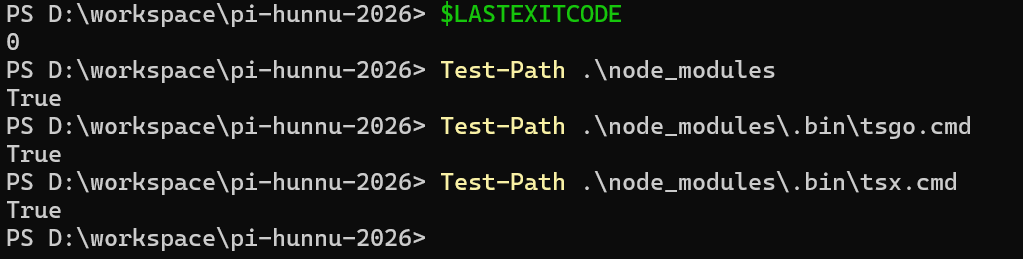 PS D:\workspace\pi-hunnu-2026> $LASTEXITCODE
0
PS D:\workspace\pi-hunnu-2026> Test-Path .\node_modules
True
PS D:\workspace\pi-hunnu-2026> Test-Path .\node_modules\.bin\tsgo.cmd
True
PS D:\workspace\pi-hunnu-2026> Test-Path .\node_modules\.bin\tsx.cmd
True
PS D:\workspace\pi-hunnu-2026>